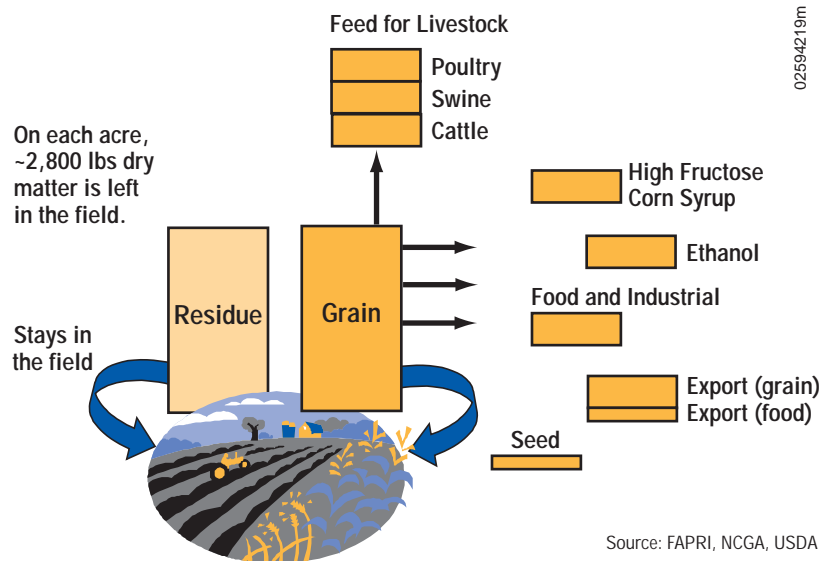 02594219m
Feed for Livestock
Poultry
Swine
Cattle
On each acre,
~2,800 lbs dry
matter is left
in the field.
High Fructose
Corn Syrup
Ethanol
Residue
Grain
Food and Industrial
Stays in
the field
Export (grain)
Export (food)
Seed
Source: FAPRI, NCGA, USDA